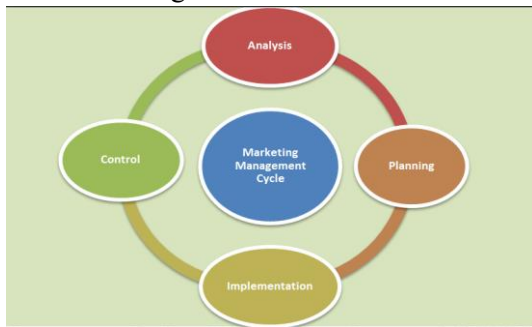 Analysis
Control
Marketing
Management
Cycle
Planning
Implementation